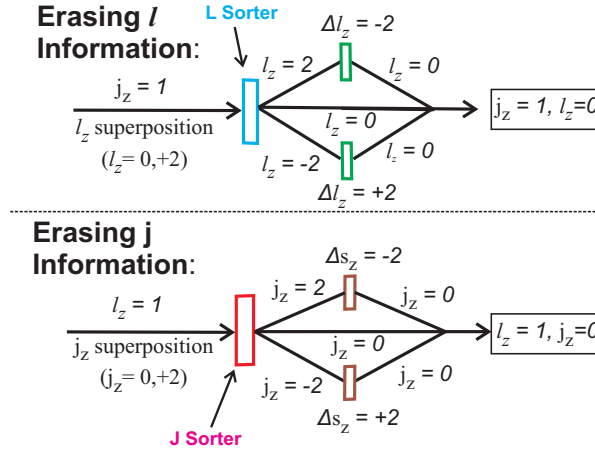 Erasing l
Information:
L Sorter
Δl_z = -2
l_z = 2
l_z = 0
j_z = 1
l_z superposition
(l_z = 0,+2)
l_z = 0
j_z = 1, l_z=0
l_z = -2
l_z = 0
Δl_z = +2
Erasing j
Information:
Δs_z = -2
j_z = 2
j_z = 0
l_z = 1
j_z superposition
(j_z = 0,+2)
j_z = 0
l_z = 1, j_z=0
j_z = -2
j_z = 0
Δs_z = +2
J Sorter